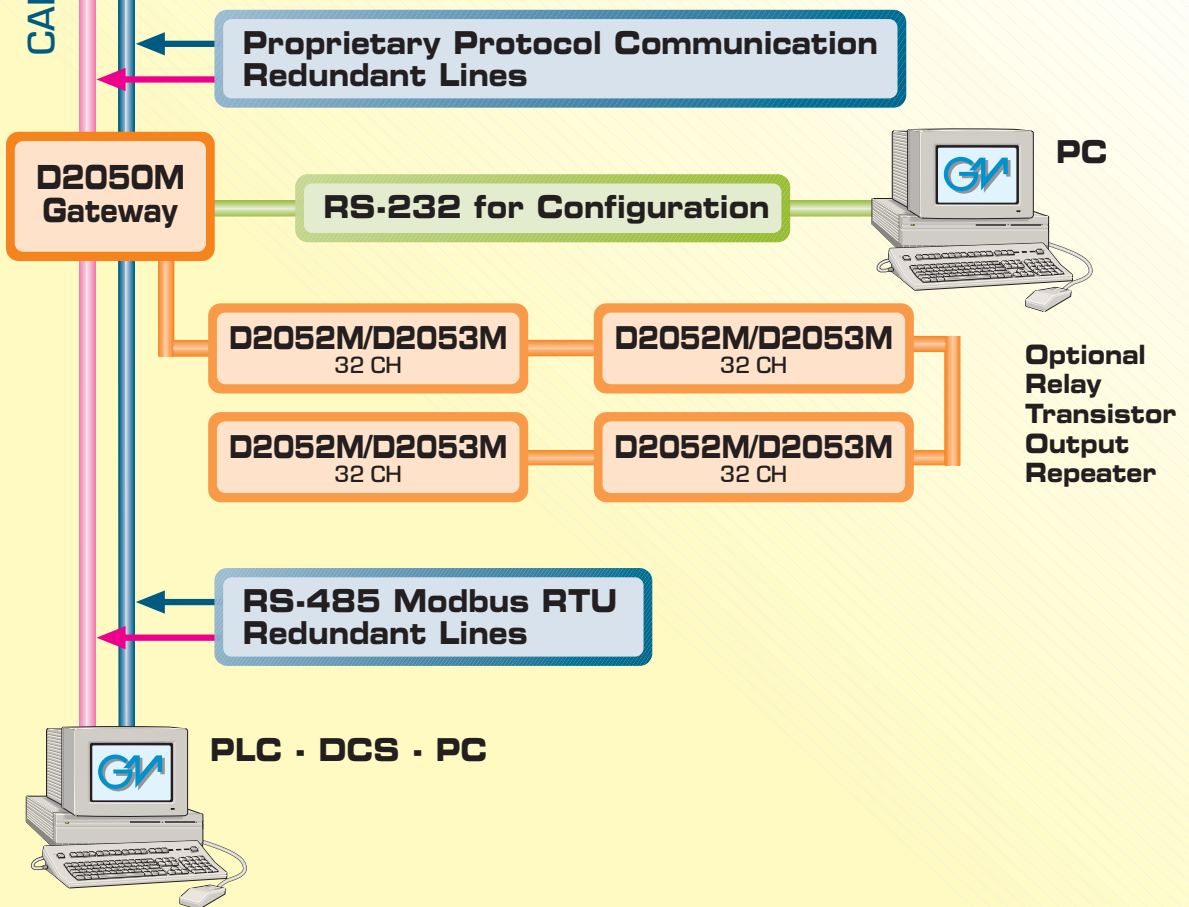 Proprietary Protocol Communication
Redundant Lines
D2050M
Gateway
RS-232 for Configuration
GM
PC
D2052M/D2053M
32 CH
D2052M/D2053M
32 CH
Optional
Relay
Transistor
Output
Repeater
D2052M/D2053M
32 CH
D2052M/D2053M
32 CH
RS-485 Modbus RTU
Redundant Lines
GM
PLC - DCS - PC